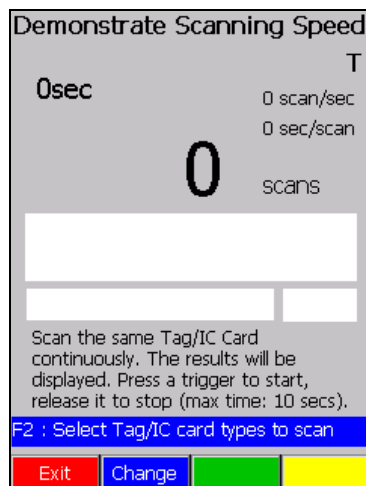 Demonstrate Scanning Speed
T
0sec
0 scan/sec
0 sec/scan
0 scans
Scan the same Tag/IC Card
continuously. The results will be
displayed. Press a trigger to start,
release it to stop (max time: 10 secs).
F2 : Select Tag/IC card types to scan
Exit Change